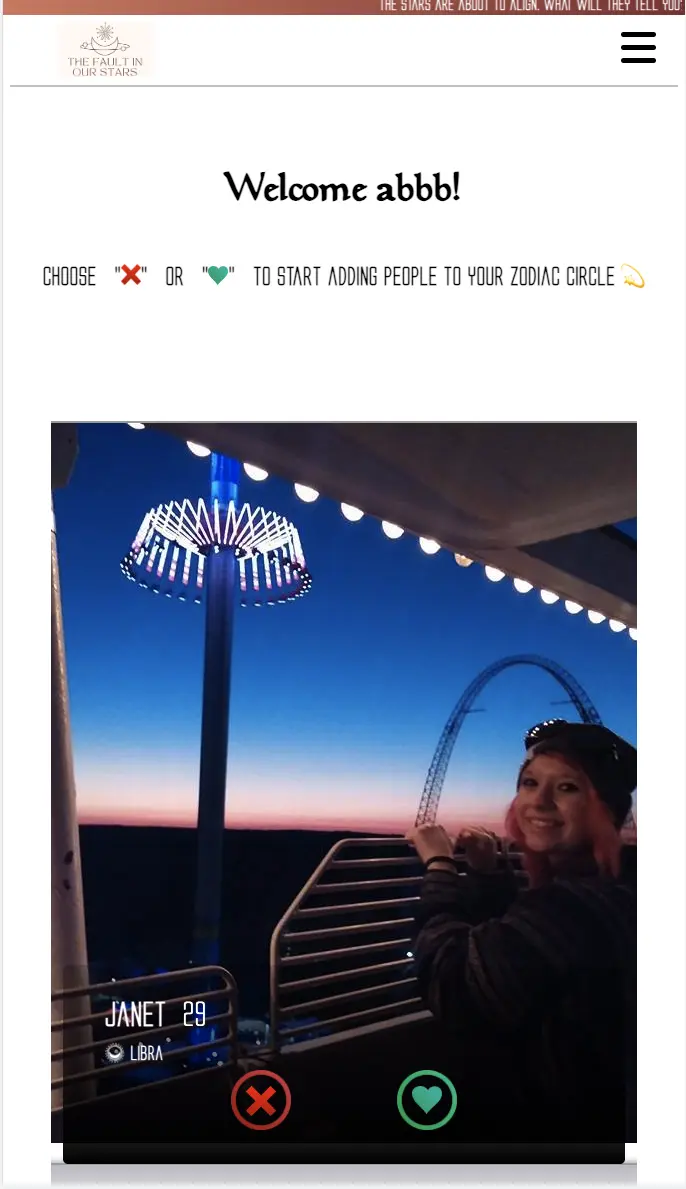 THE STARS ARE ABOUT TO ALIGN. WHAT WILL THEY TELL YOU
THE FAULT IN
OUR STARS
Welcome abbb!
CHOOSE "❌" OR "💚" TO START ADDING PEOPLE TO YOUR ZODIAC CIRCLE 💫
JANET 29
LIBRA